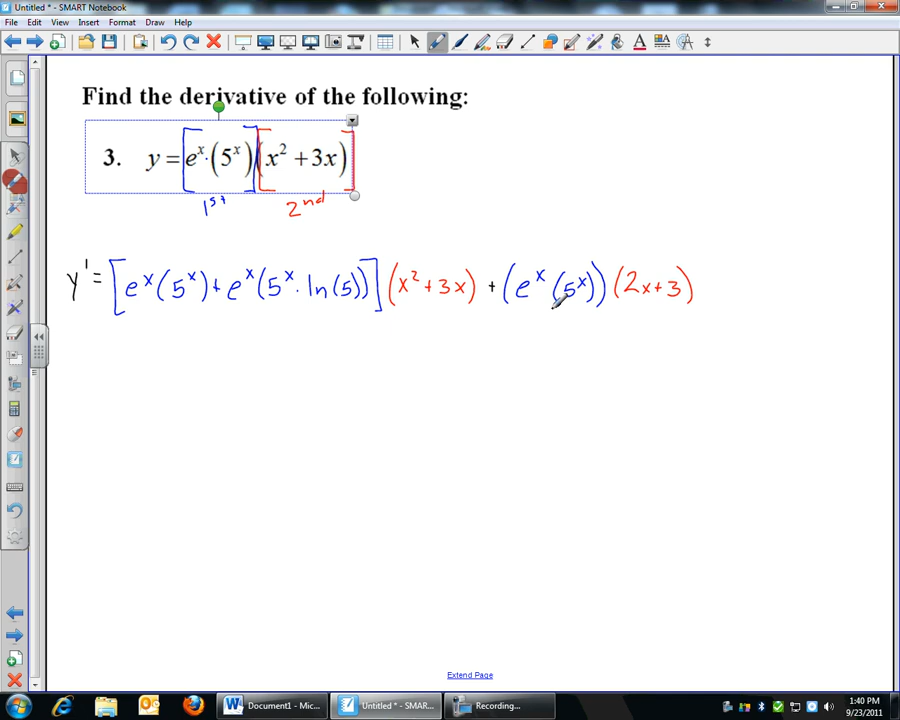 Untitled * - SMART Notebook
File Edit View Insert Format Draw Help
Find the derivative of the following:
3. y = e^x·(5^x)(x² + 3x)
1st 2nd
y' = [e^x(5^x) + e^x(5^x · ln(5))](x² + 3x) + (e^x(5^x))(2x+3)
Extend Page
Document1 - Mic... Untitled * - SMAR... Recording...
1:40 PM
9/23/2011